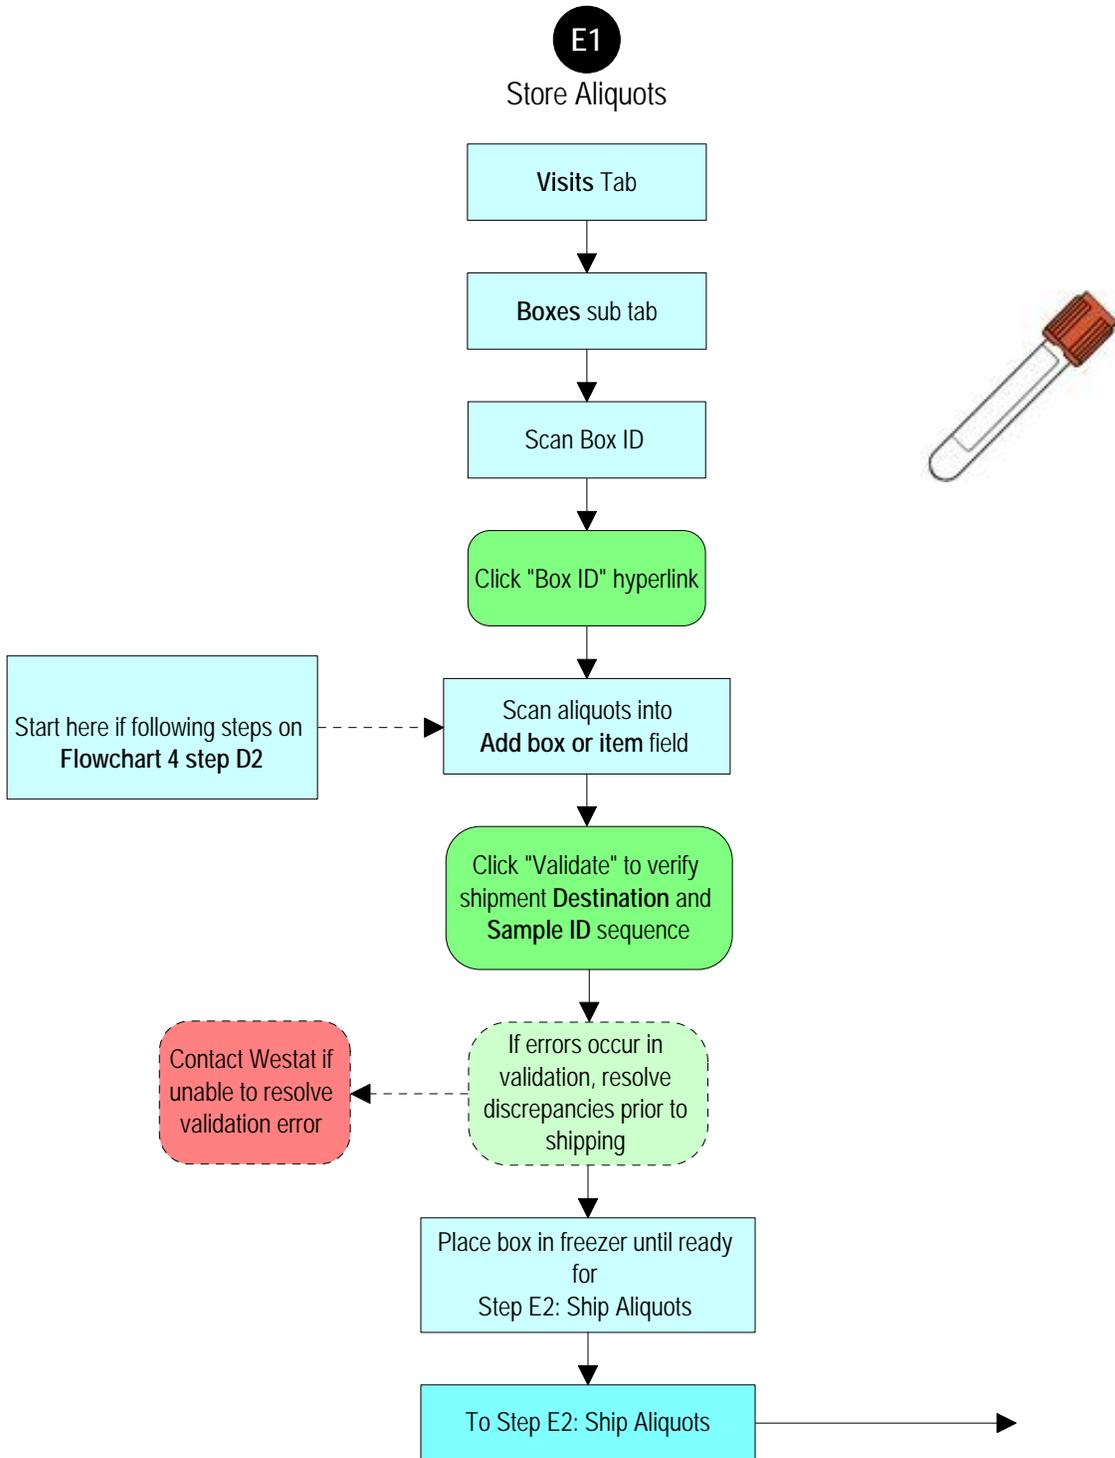 E1
Store Aliquots
Visits Tab
Boxes sub tab
Scan Box ID
Click "Box ID" hyperlink
Start here if following steps on
Flowchart 4 step D2
Scan aliquots into
Add box or item field
Click "Validate" to verify
shipment Destination and
Sample ID sequence
Contact Westat if
unable to resolve
validation error
If errors occur in
validation, resolve
discrepancies prior to
shipping
Place box in freezer until ready
for
Step E2: Ship Aliquots
To Step E2: Ship Aliquots